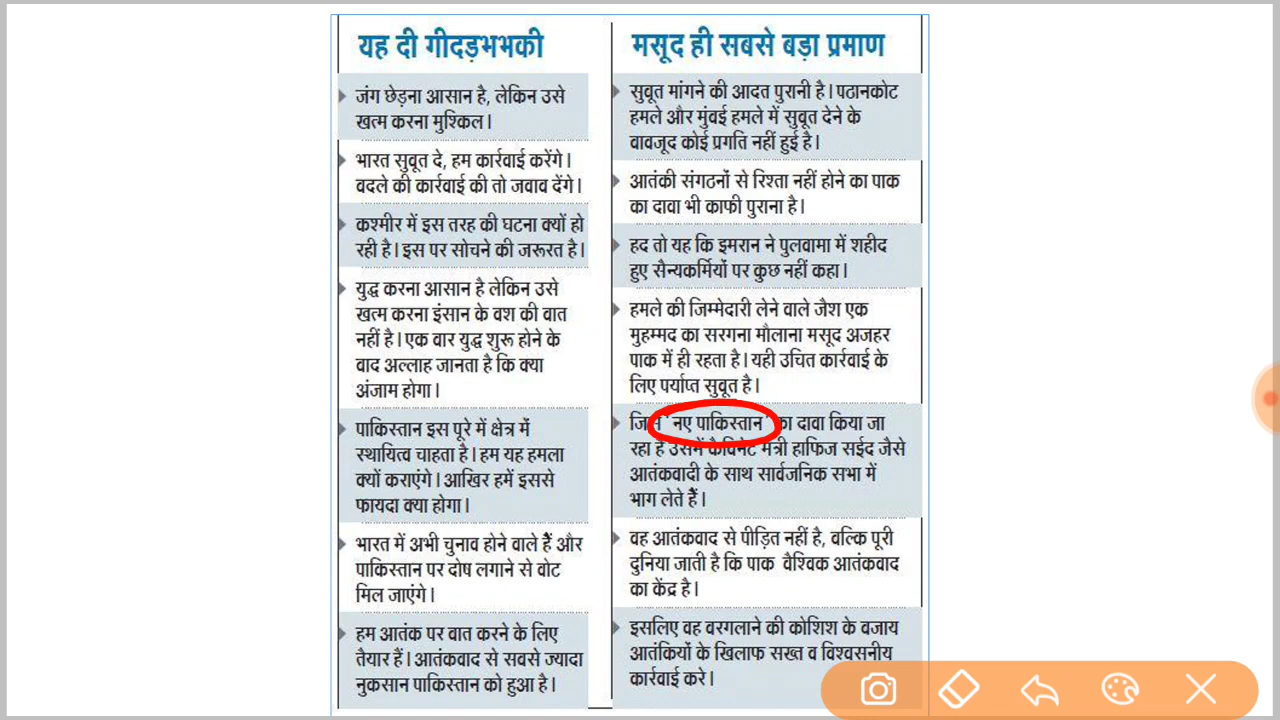 यह दी गीदड़भभकी
जंग छेड़ना आसान है, लेकिन उसे
खत्म करना मुश्किल।
भारत सुवूत दे, हम कार्रवाई करेंगे।
वदले की कार्रवाई की तो जवाव देंगे।
कश्मीर में इस तरह की घटना क्यों हो
रही है। इस पर सोचने की जरूरत है।
युद्ध करना आसान है लेकिन उसे
खत्म करना इंसान के वश की वात
नहीं है। एक वार युद्ध शुरू होने के
वाद अल्लाह जानता है कि क्या
अंजाम होगा।
पाकिस्तान इस पूरे में क्षेत्र में
स्थायित्व चाहता है। हम यह हमला
क्यों कराएंगे। आखिर हमें इससे
फायदा क्या होगा।
भारत में अभी चुनाव होने वाले हैं और
पाकिस्तान पर दोष लगाने से वोट
मिल जाएंगे।
हम आतंक पर वात करने के लिए
तैयार हैं। आतंकवाद से सबसे ज्यादा
नुकसान पाकिस्तान को हुआ है।
मसूद ही सबसे बड़ा प्रमाण
सुवूत मांगने की आदत पुरानी है। पठानकोट
हमले और मुंवई हमले में सुवूत देने के
वावजूद कोई प्रगति नहीं हुई है।
आतंकी संगठनों से रिश्ता नहीं होने का पाक
का दावा भी काफी पुराना है।
हद तो यह कि इमरान ने पुलवामा में शहीद
हुए सैन्यकर्मियों पर कुछ नहीं कहा।
हमले की जिम्मेदारी लेने वाले जैश एक
मुहम्मद का सरगना मौलाना मसूद अजहर
पाक में ही रहता है। यही उचित कार्रवाई के
लिए पर्याप्त सुवूत है।
जिस 'नए पाकिस्तान' का दावा किया जा
रहा है उसमें कैविनेट मंत्री हाफिज सईद जैसे
आतंकवादी के साथ सार्वजनिक सभा में
भाग लेते हैं।
वह आतंकवाद से पीड़ित नहीं है, वल्कि पूरी
दुनिया जाती है कि पाक वैश्विक आतंकवाद
का केंद्र है।
इसलिए वह वरगलाने की कोशिश के वजाय
आतंकियों के खिलाफ सख्त व विश्वसनीय
कार्रवाई करे।